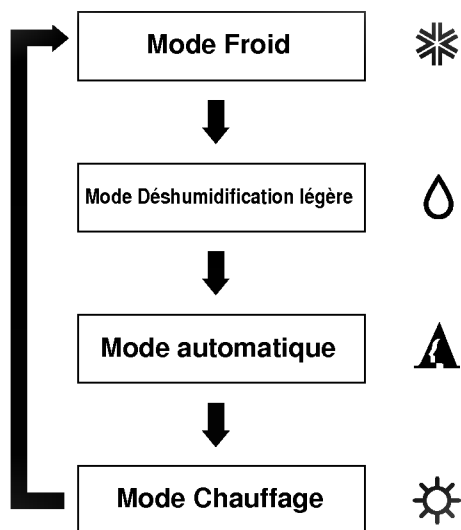 Mode Froid
Mode Déshumidification légère
Mode automatique
Mode Chauffage